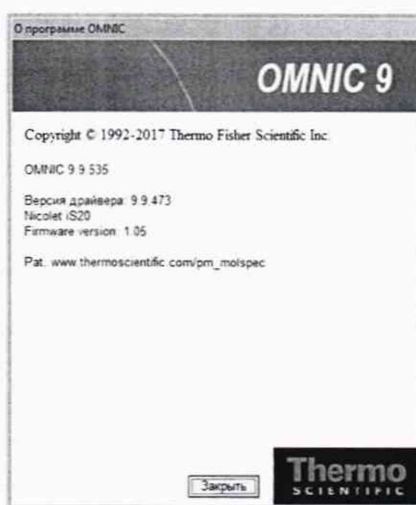 О программе OMNIC
OMNIC 9
Copyright © 1992-2017 Thermo Fisher Scientific Inc.
OMNIC 9.9.535
Версия драйвера: 9.9.473
Nicolet iS20
Firmware version: 1.05
Pat. www.thermoscientific.com/pm_molspec
Закрыть
Thermo
SCIENTIFIC